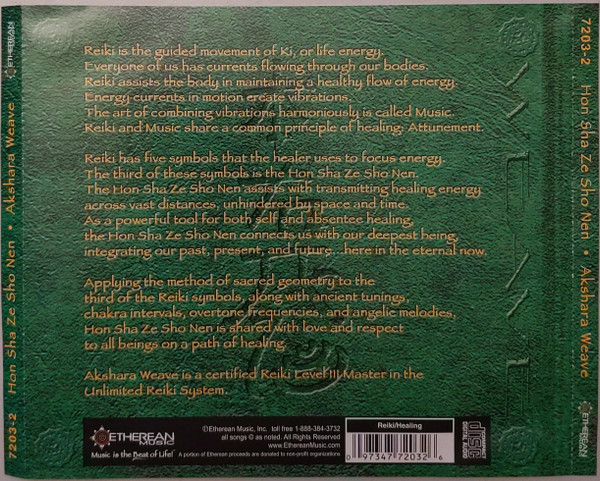 7203-2 Hon Sha Ze Sho Nen • Akshara Weave ETHEREAN MUSIC
Reiki is the guided movement of Ki, or life energy.
Everyone of us has currents flowing through our bodies.
Reiki assists the body in maintaining a healthy flow of energy.
Energy currents in motion create vibrations.
The art of combining vibrations harmoniously is called Music.
Reiki and Music share a common principle of healing: Attunement.
Reiki has five symbols that the healer uses to focus energy.
The third of these symbols is the Hon Sha Ze Sho Nen.
The Hon Sha Ze Sho Nen assists with transmitting healing energy
across vast distances, unhindered by space and time.
As a powerful tool for both self and absentee healing,
the Hon Sha Ze Sho Nen connects us with our deepest being,
integrating our past, present, and future...here in the eternal now.
Applying the method of sacred geometry to the
third of the Reiki symbols, along with ancient tunings,
chakra intervals, overtone frequencies, and angelic melodies,
Hon Sha Ze Sho Nen is shared with love and respect
to all beings on a path of healing.
Akshara Weave is a certified Reiki Level III Master in the
Unlimited Reiki System.
ETHEREAN
MUSIC
Music is the Beat of Life!
©Etherean Music, Inc. toll free 1-888-384-3732
all songs © as noted. All Rights Reserved
www.EthereanMusic.com
A portion of Etherean proceeds are donated to non-profit organizations
Reiki/Healing
0 97347 72032 6
COMPACT
disc
DIGITAL AUDIO
7203-2 Hon Sha Ze Sho Nen • Akshara Weave ETHEREAN MUSIC